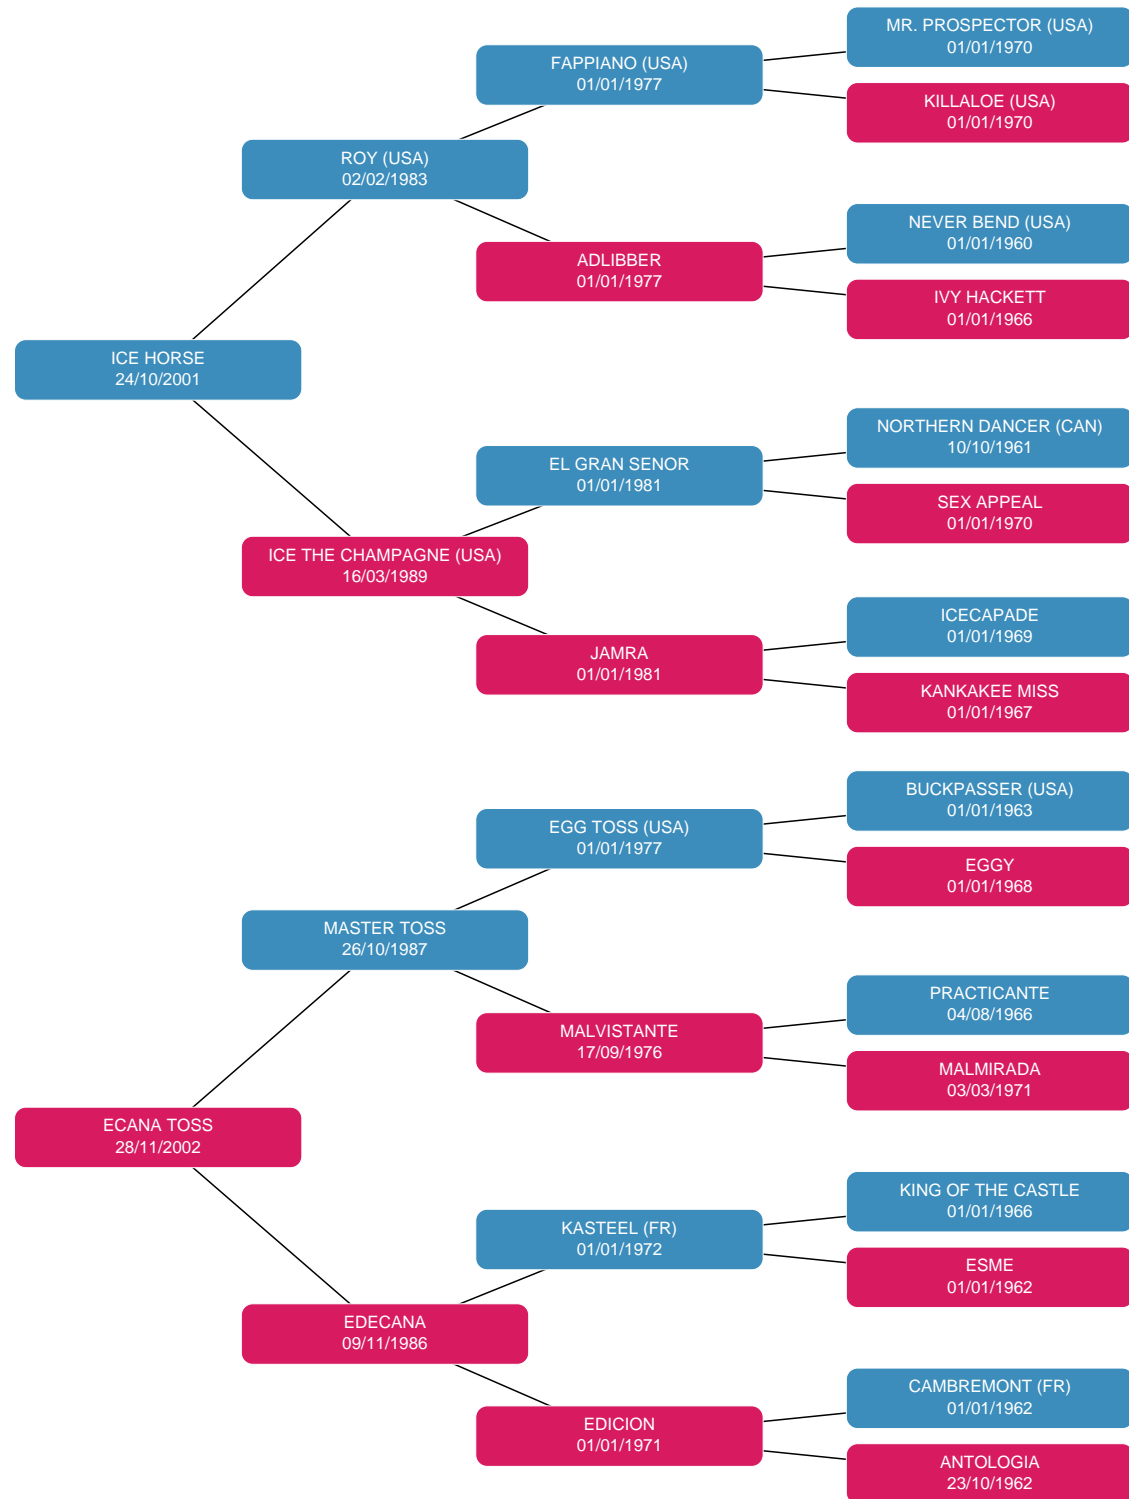 MR. PROSPECTOR (USA)
01/01/1970
FAPPIANO (USA)
01/01/1977
KILLALOE (USA)
01/01/1970
ROY (USA)
02/02/1983
NEVER BEND (USA)
01/01/1960
ADLIBBER
01/01/1977
IVY HACKETT
01/01/1966
ICE HORSE
24/10/2001
NORTHERN DANCER (CAN)
10/10/1961
EL GRAN SENOR
01/01/1981
SEX APPEAL
01/01/1970
ICE THE CHAMPAGNE (USA)
16/03/1989
ICECAPADE
01/01/1969
JAMRA
01/01/1981
KANKAKEE MISS
01/01/1967
BUCKPASSER (USA)
01/01/1963
EGG TOSS (USA)
01/01/1977
EGGY
01/01/1968
MASTER TOSS
26/10/1987
PRACTICANTE
04/08/1966
MALVISTANTE
17/09/1976
MALMIRADA
03/03/1971
ECANA TOSS
28/11/2002
KING OF THE CASTLE
01/01/1966
KASTEEL (FR)
01/01/1972
ESME
01/01/1962
EDECANA
09/11/1986
CAMBREMONT (FR)
01/01/1962
EDICION
01/01/1971
ANTOLOGIA
23/10/1962